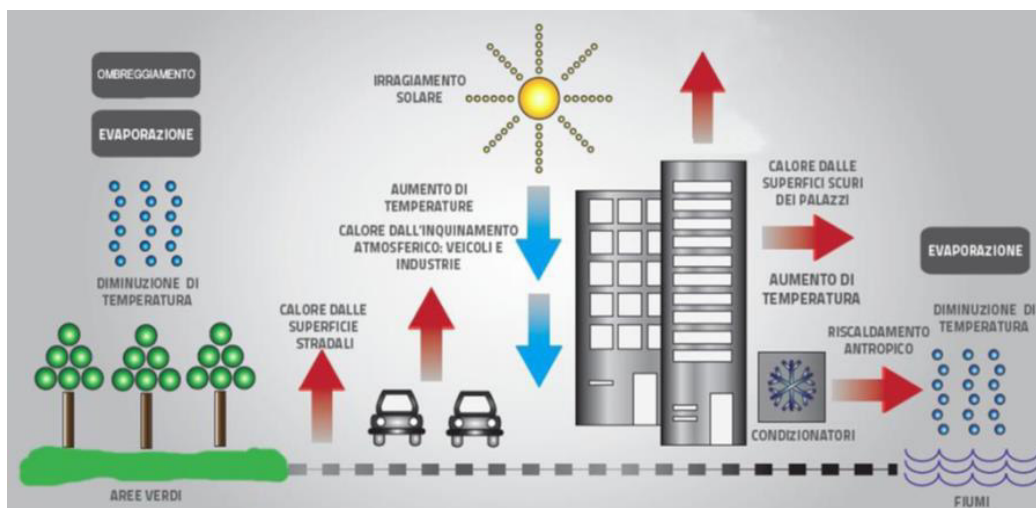 OMBREGGIAMENTO
EVAPORAZIONE
DIMINUZIONE DI
TEMPERATURA
AREE VERDI
IRRAGIAMENTO
SOLARE
AUMENTO DI
TEMPERATURE
CALORE DALL'INQUINAMENTO
ATMOSFERICO: VEICOLI E
INDUSTRIE
CALORE DALLE
SUPERFICIE
STRADALI
CALORE DALLE
SUPERFICI SCURI
DEI PALAZZI
AUMENTO DI
TEMPERATURA
RISCALDAMENTO
ANTROPICO
CONDIZIONATORI
EVAPORAZIONE
DIMINUZIONE DI
TEMPERATURA
FIUMI